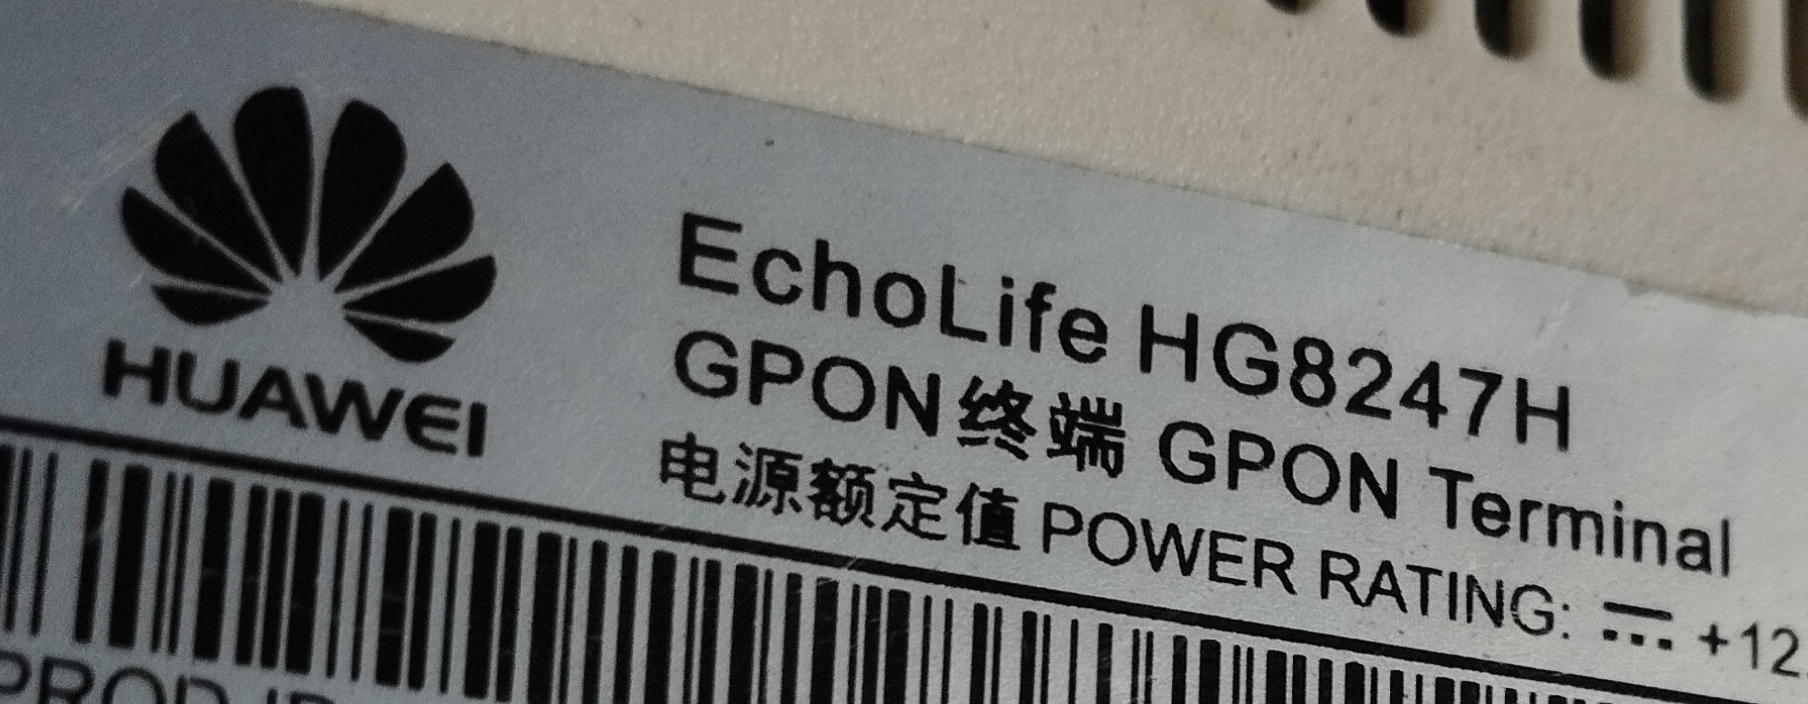 HUAWEI
EchoLife HG8247H
GPON终端 GPON Terminal
电源额定值 POWER RATING: ⎓ +12
PROD